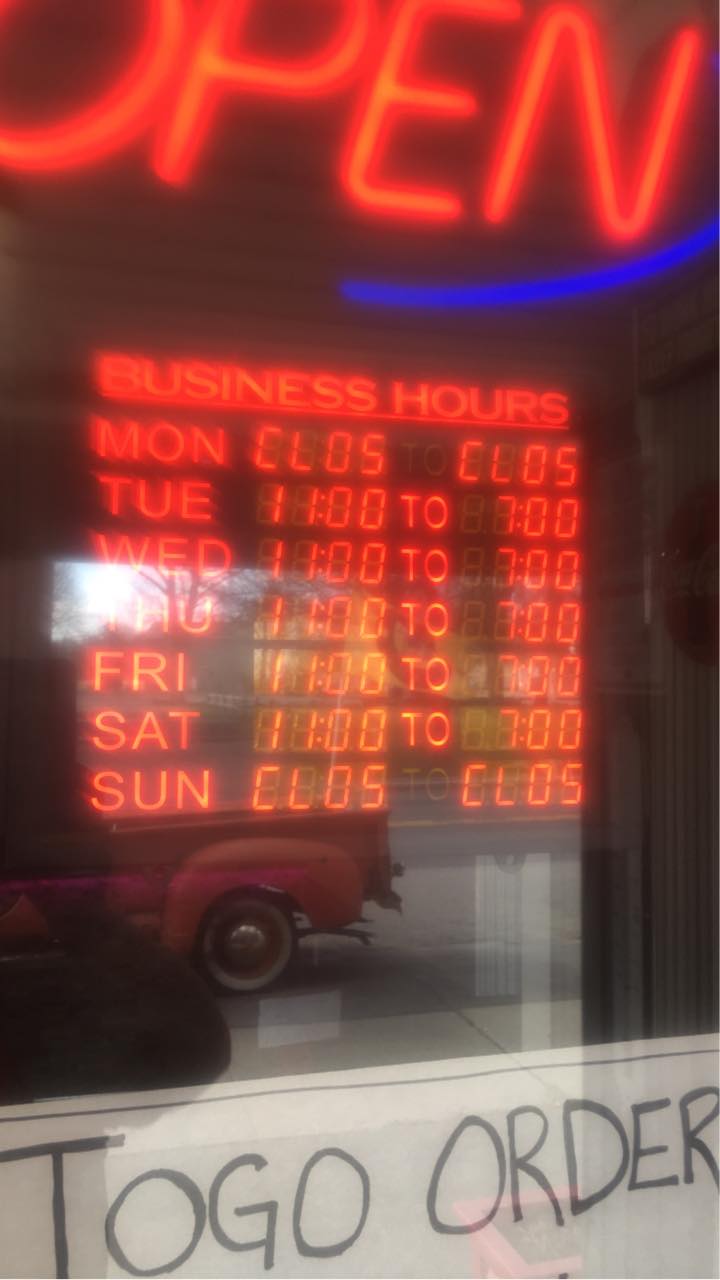 OPEN
BUSINESS HOURS
MON CLOS TO CLOS
TUE 11:00 TO 7:00
WED 11:00 TO 7:00
THU 11:00 TO 7:00
FRI 11:00 TO 7:00
SAT 11:00 TO 7:00
SUN CLOS TO CLOS
TOGO ORDER